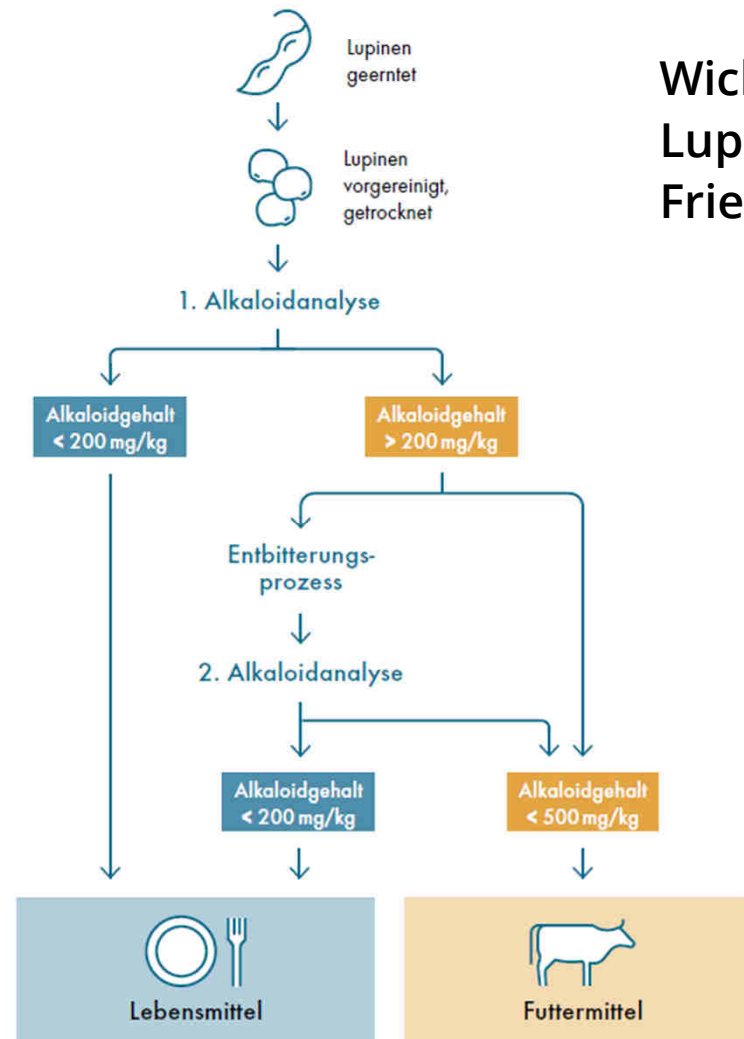 Lupinen
geerntet
Lupinen
vorgereinigt,
getrocknet
1. Alkaloidanalyse
Alkaloidgehalt
< 200 mg/kg
Alkaloidgehalt
> 200 mg/kg
Entbitterungs-
prozess
2. Alkaloidanalyse
Alkaloidgehalt
< 200 mg/kg
Alkaloidgehalt
< 500 mg/kg
Lebensmittel
Futtermittel